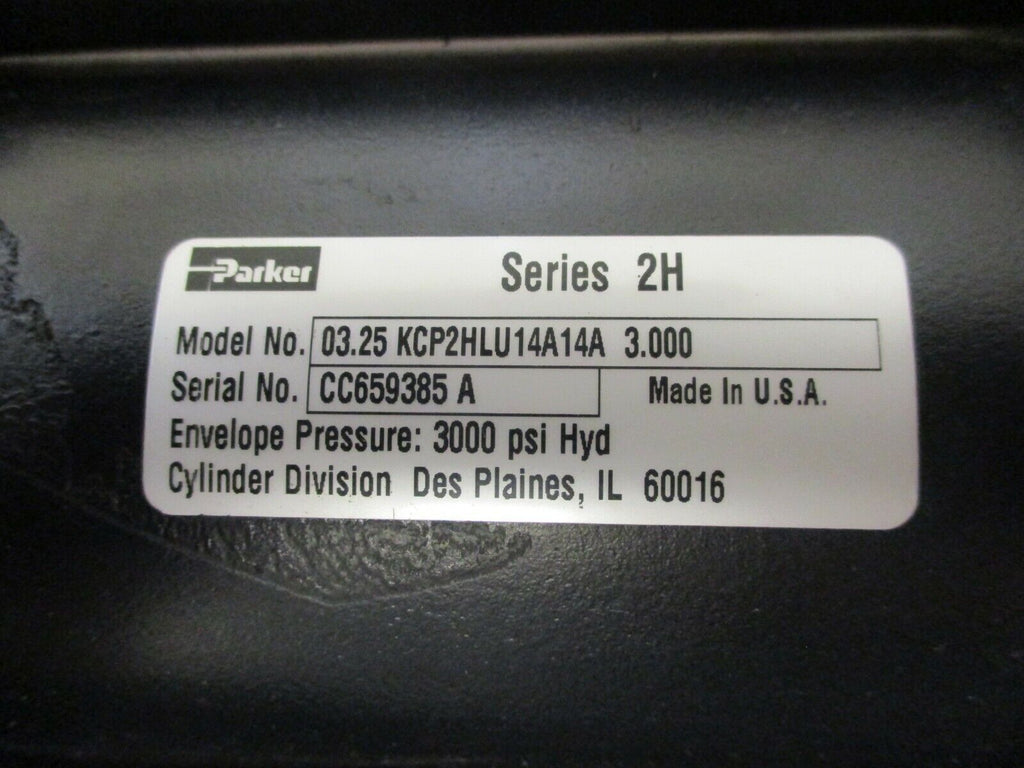 Parker
Series 2H
Model No. 03.25 KCP2HLU14A14A 3.000
Serial No. CC659385 A Made In U.S.A.
Envelope Pressure: 3000 psi Hyd
Cylinder Division Des Plaines, IL 60016